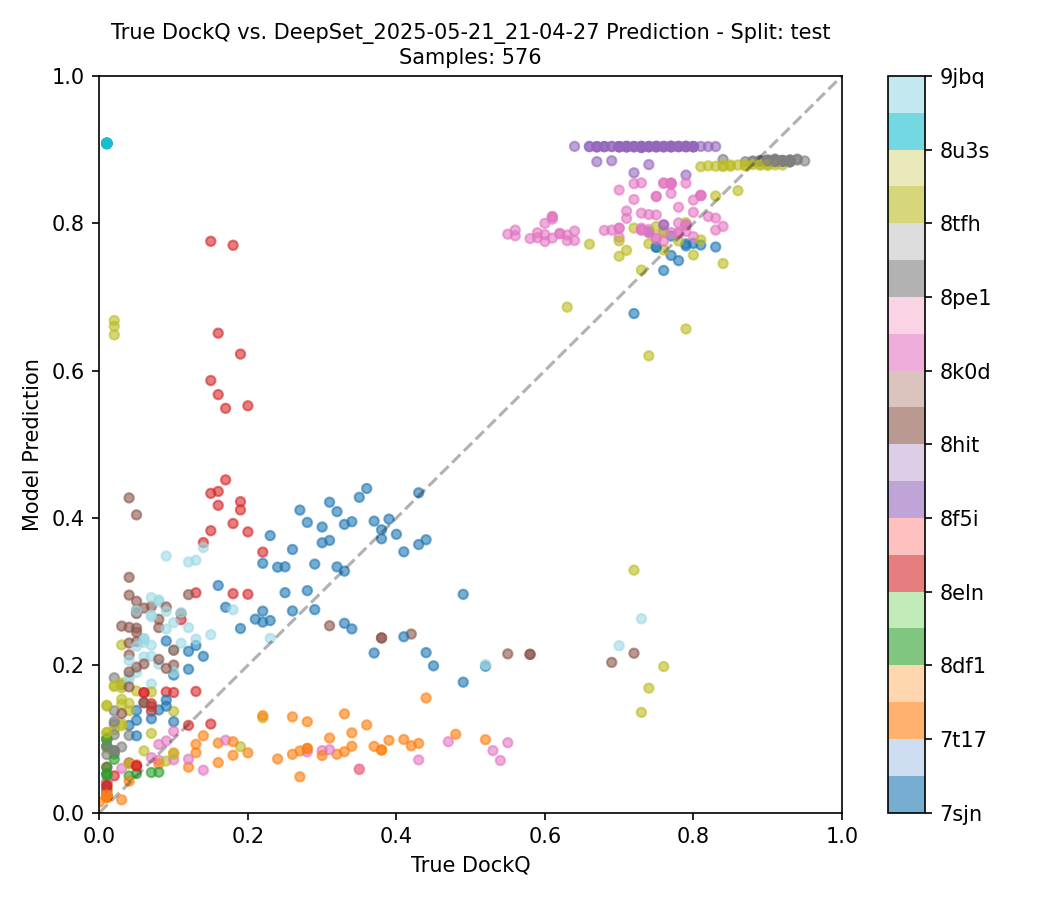 True DockQ vs. DeepSet_2025-05-21_21-04-27 Prediction - Split: test
Samples: 576
1.0
0.8
0.6
0.4
0.2
0.0
Model Prediction
0.0 0.2 0.4 0.6 0.8 1.0
True DockQ
9jbq
8u3s
8tfh
8pe1
8k0d
8hit
8f5i
8eln
8df1
7t17
7sjn